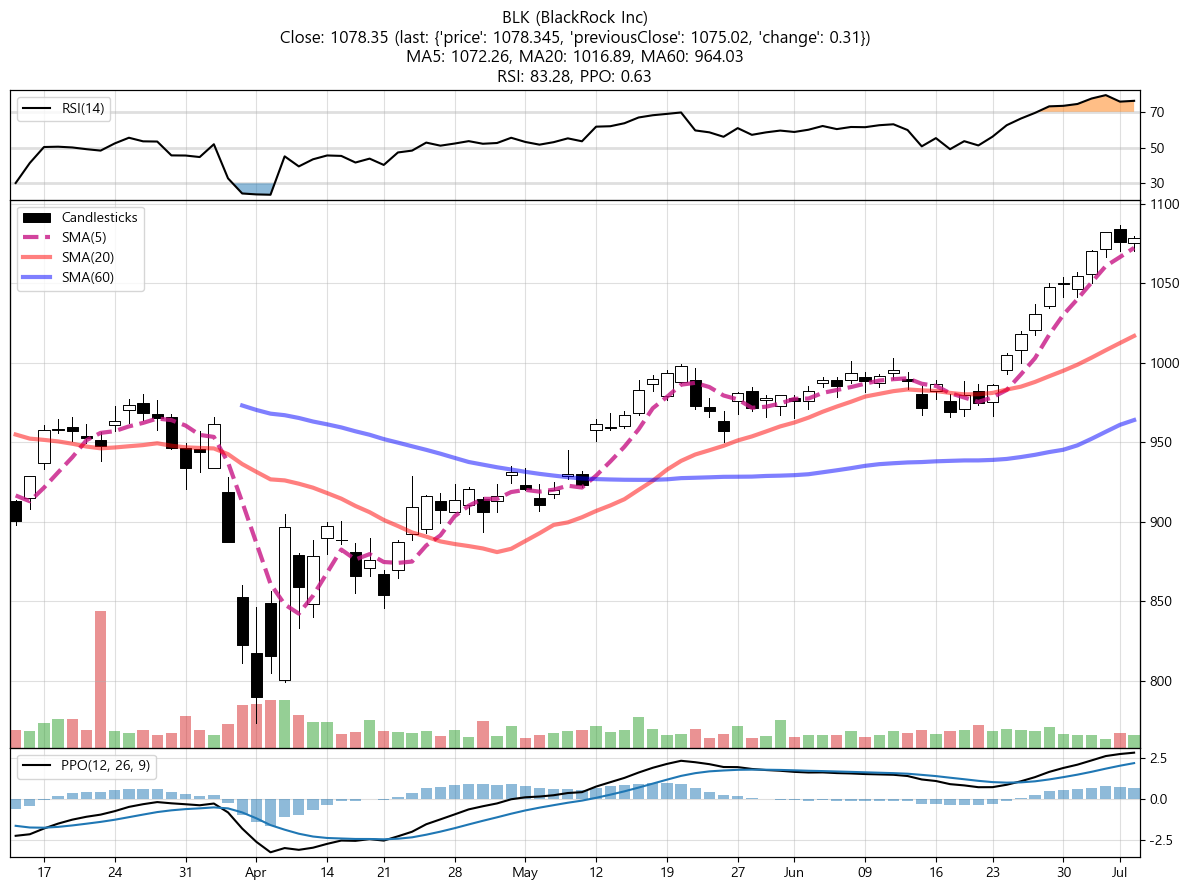 BLK (BlackRock Inc)
Close: 1078.35 (last: {'price': 1078.345, 'previousClose': 1075.02, 'change': 0.31})
MA5: 1072.26, MA20: 1016.89, MA60: 964.03
RSI: 83.28, PPO: 0.63
RSI(14)
70
50
30
Candlesticks
SMA(5)
SMA(20)
SMA(60)
1100
1050
1000
950
900
850
800
PPO(12, 26, 9)
2.5
0.0
-2.5
17 24 31 Apr 14 21 28 May 12 19 27 Jun 09 16 23 30 Jul